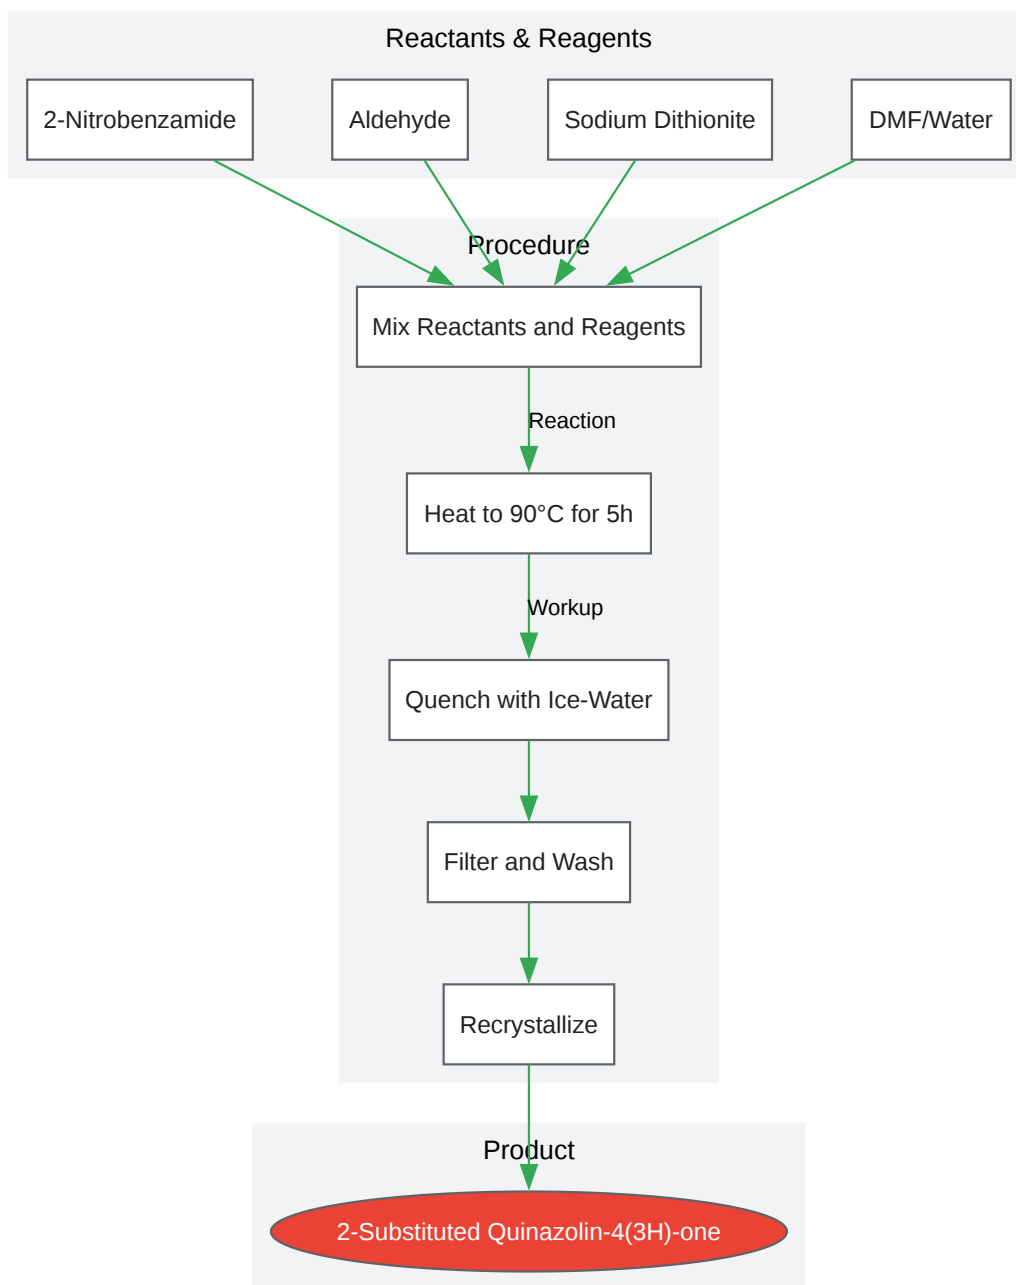 Reactants & Reagents
2-Nitrobenzamide
Aldehyde
Sodium Dithionite
DMF/Water
Procedure
Mix Reactants and Reagents
Reaction
Heat to 90°C for 5h
Workup
Quench with Ice-Water
Filter and Wash
Recrystallize
Product
2-Substituted Quinazolin-4(3H)-one